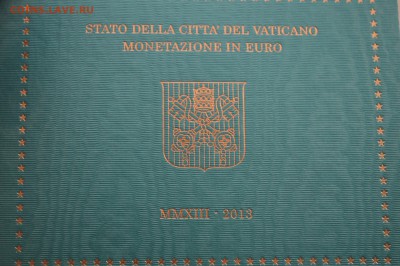 STATO DELLA CITTA' DEL VATICANO
MONETAZIONE IN EURO
MMXIII - 2013